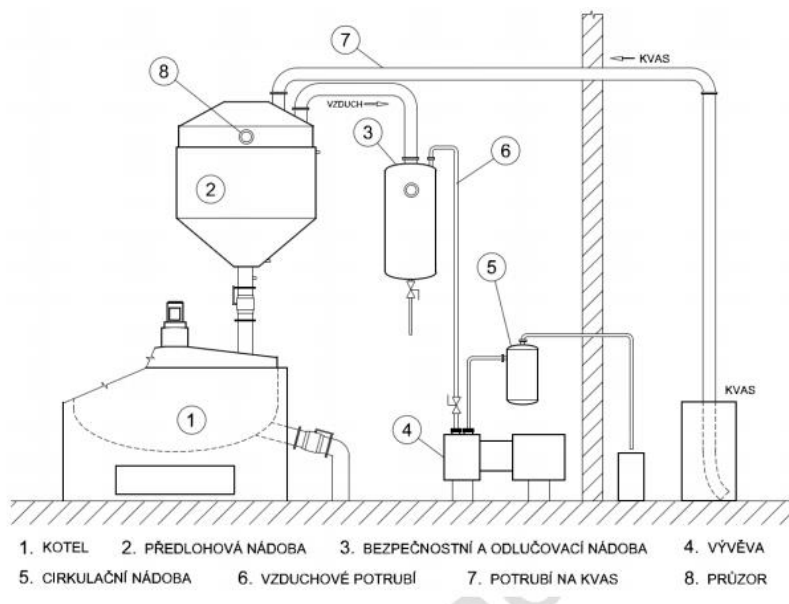 7
KVAS
8
VZDUCH
3
6
2
5
KVAS
1
4
1. KOTEL 2. PŘEDLOHOVÁ NÁDOBA 3. BEZPEČNOSTNÍ A ODLUČOVACÍ NÁDOBA 4. VÝVĚVA
5. CIRKULAČNÍ NÁDOBA 6. VZDUCHOVÉ POTRUBÍ 7. POTRUBÍ NA KVAS 8. PRŮZOR